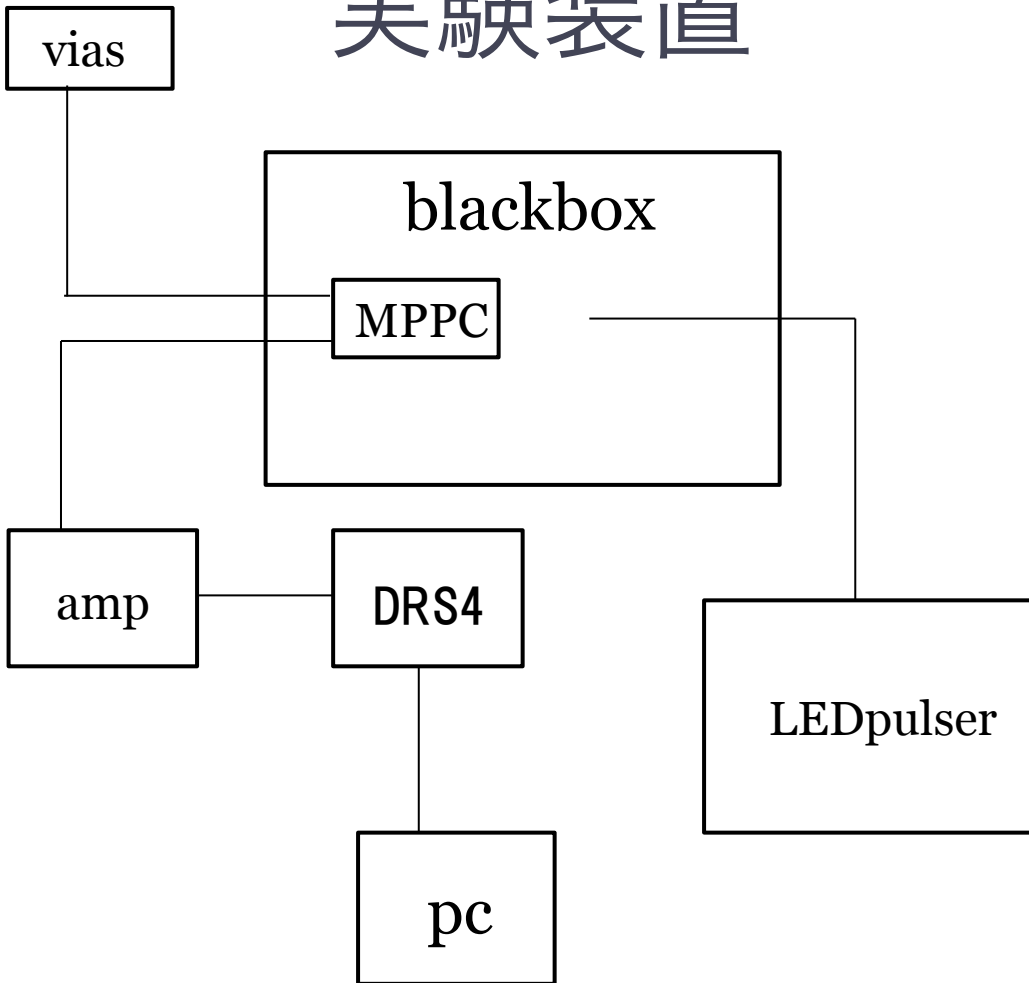 実験装置
vias
blackbox
MPPC
amp
DRS4
LEDpulser
pc